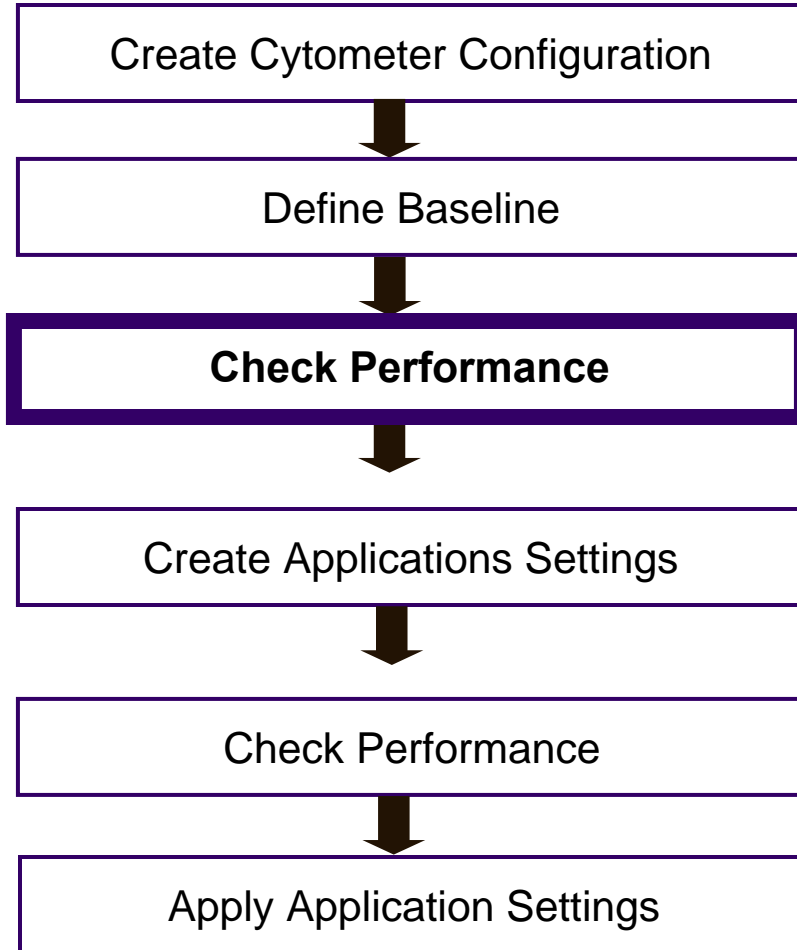 Create Cytometer Configuration
Define Baseline
Check Performance
Create Applications Settings
Check Performance
Apply Application Settings